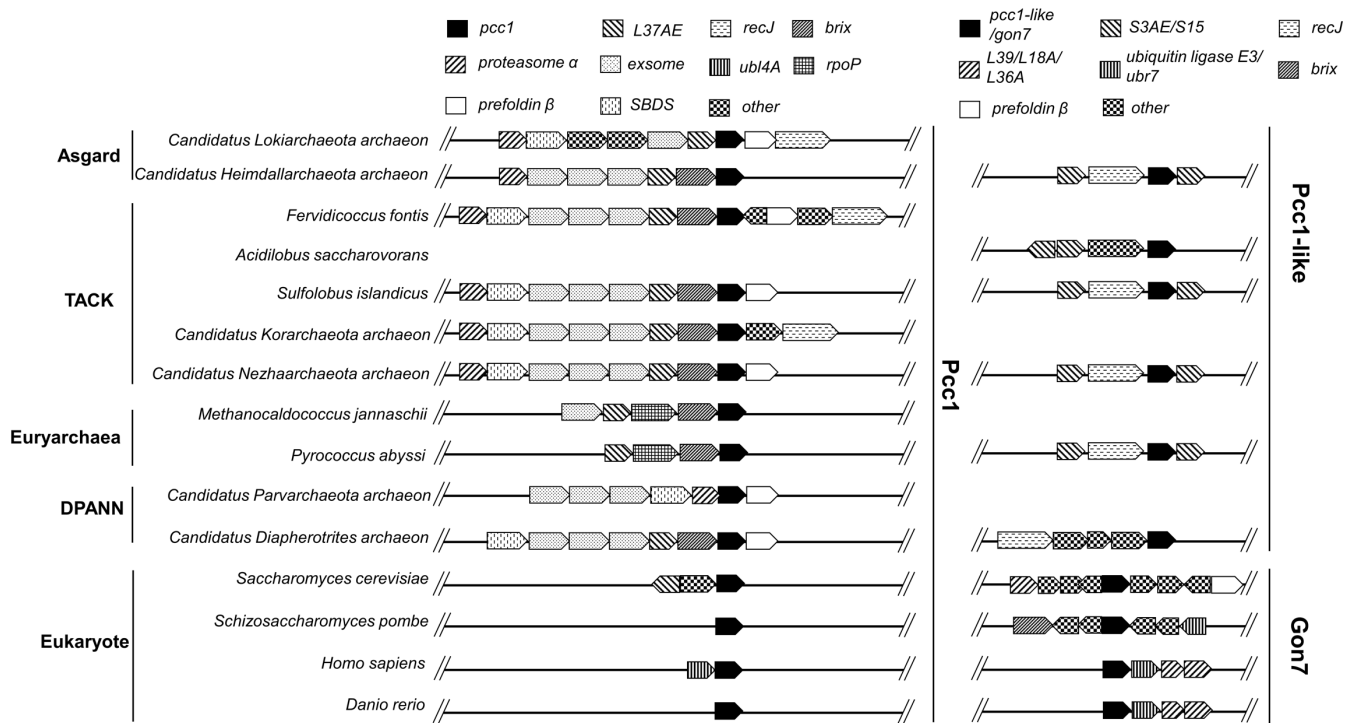 pcc1
L37AE
recJ
brix
proteasome α
exsome
ubl4A
rpoP
prefoldin β
SBDS
other
pcc1-like
/gon7
S3AE/S15
recJ
L39/L18A/
L36A
ubiquitin ligase E3/
ubr7
brix
prefoldin β
other
Asgard
Candidatus Lokiarchaeota archaeon
Candidatus Heimdallarchaeota archaeon
TACK
Fervidicoccus fontis
Acidilobus saccharovorans
Sulfolobus islandicus
Candidatus Korarchaeota archaeon
Candidatus Nezhaarchaeota archaeon
Euryarchaea
Methanocaldococcus jannaschii
Pyrococcus abyssi
DPANN
Candidatus Parvarchaeota archaeon
Candidatus Diapherotrites archaeon
Eukaryote
Saccharomyces cerevisiae
Schizosaccharomyces pombe
Homo sapiens
Danio rerio
Pcc1
Pcc1-like
Gon7